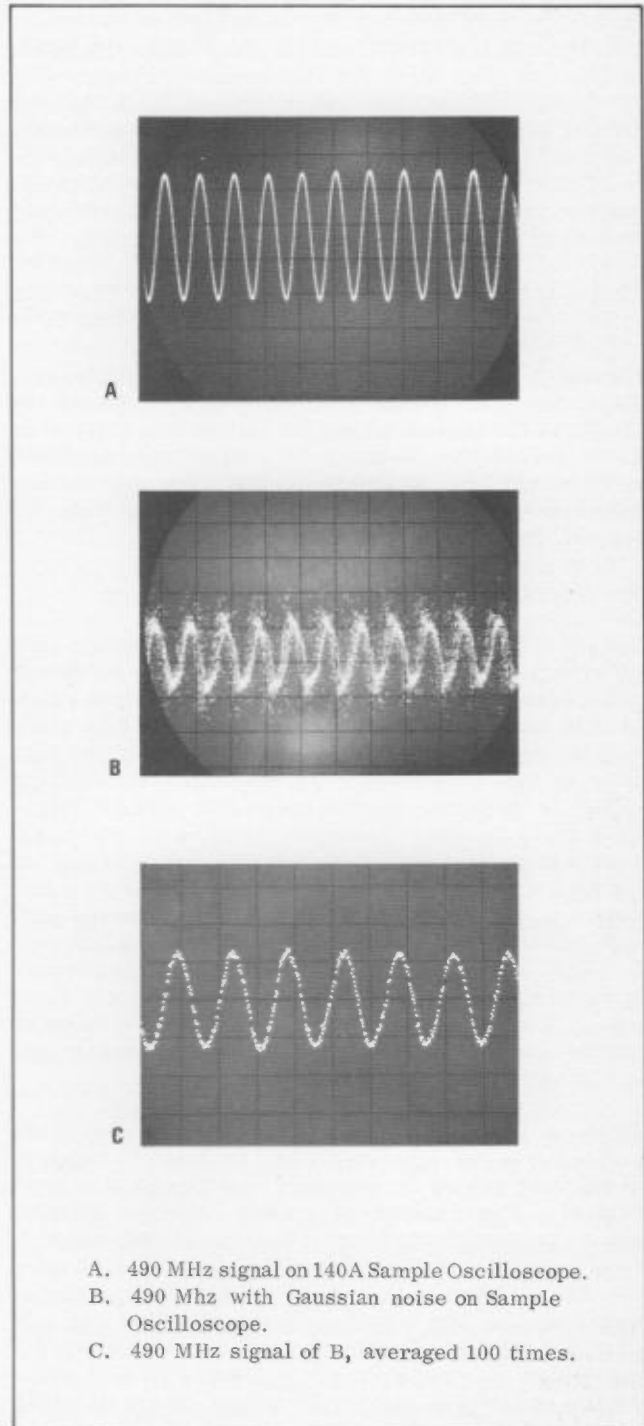 A
B
C
A. 490 MHz signal on 140A Sample Oscilloscope.
B. 490 Mhz with Gaussian noise on Sample
Oscilloscope.
C. 490 MHz signal of B, averaged 100 times.